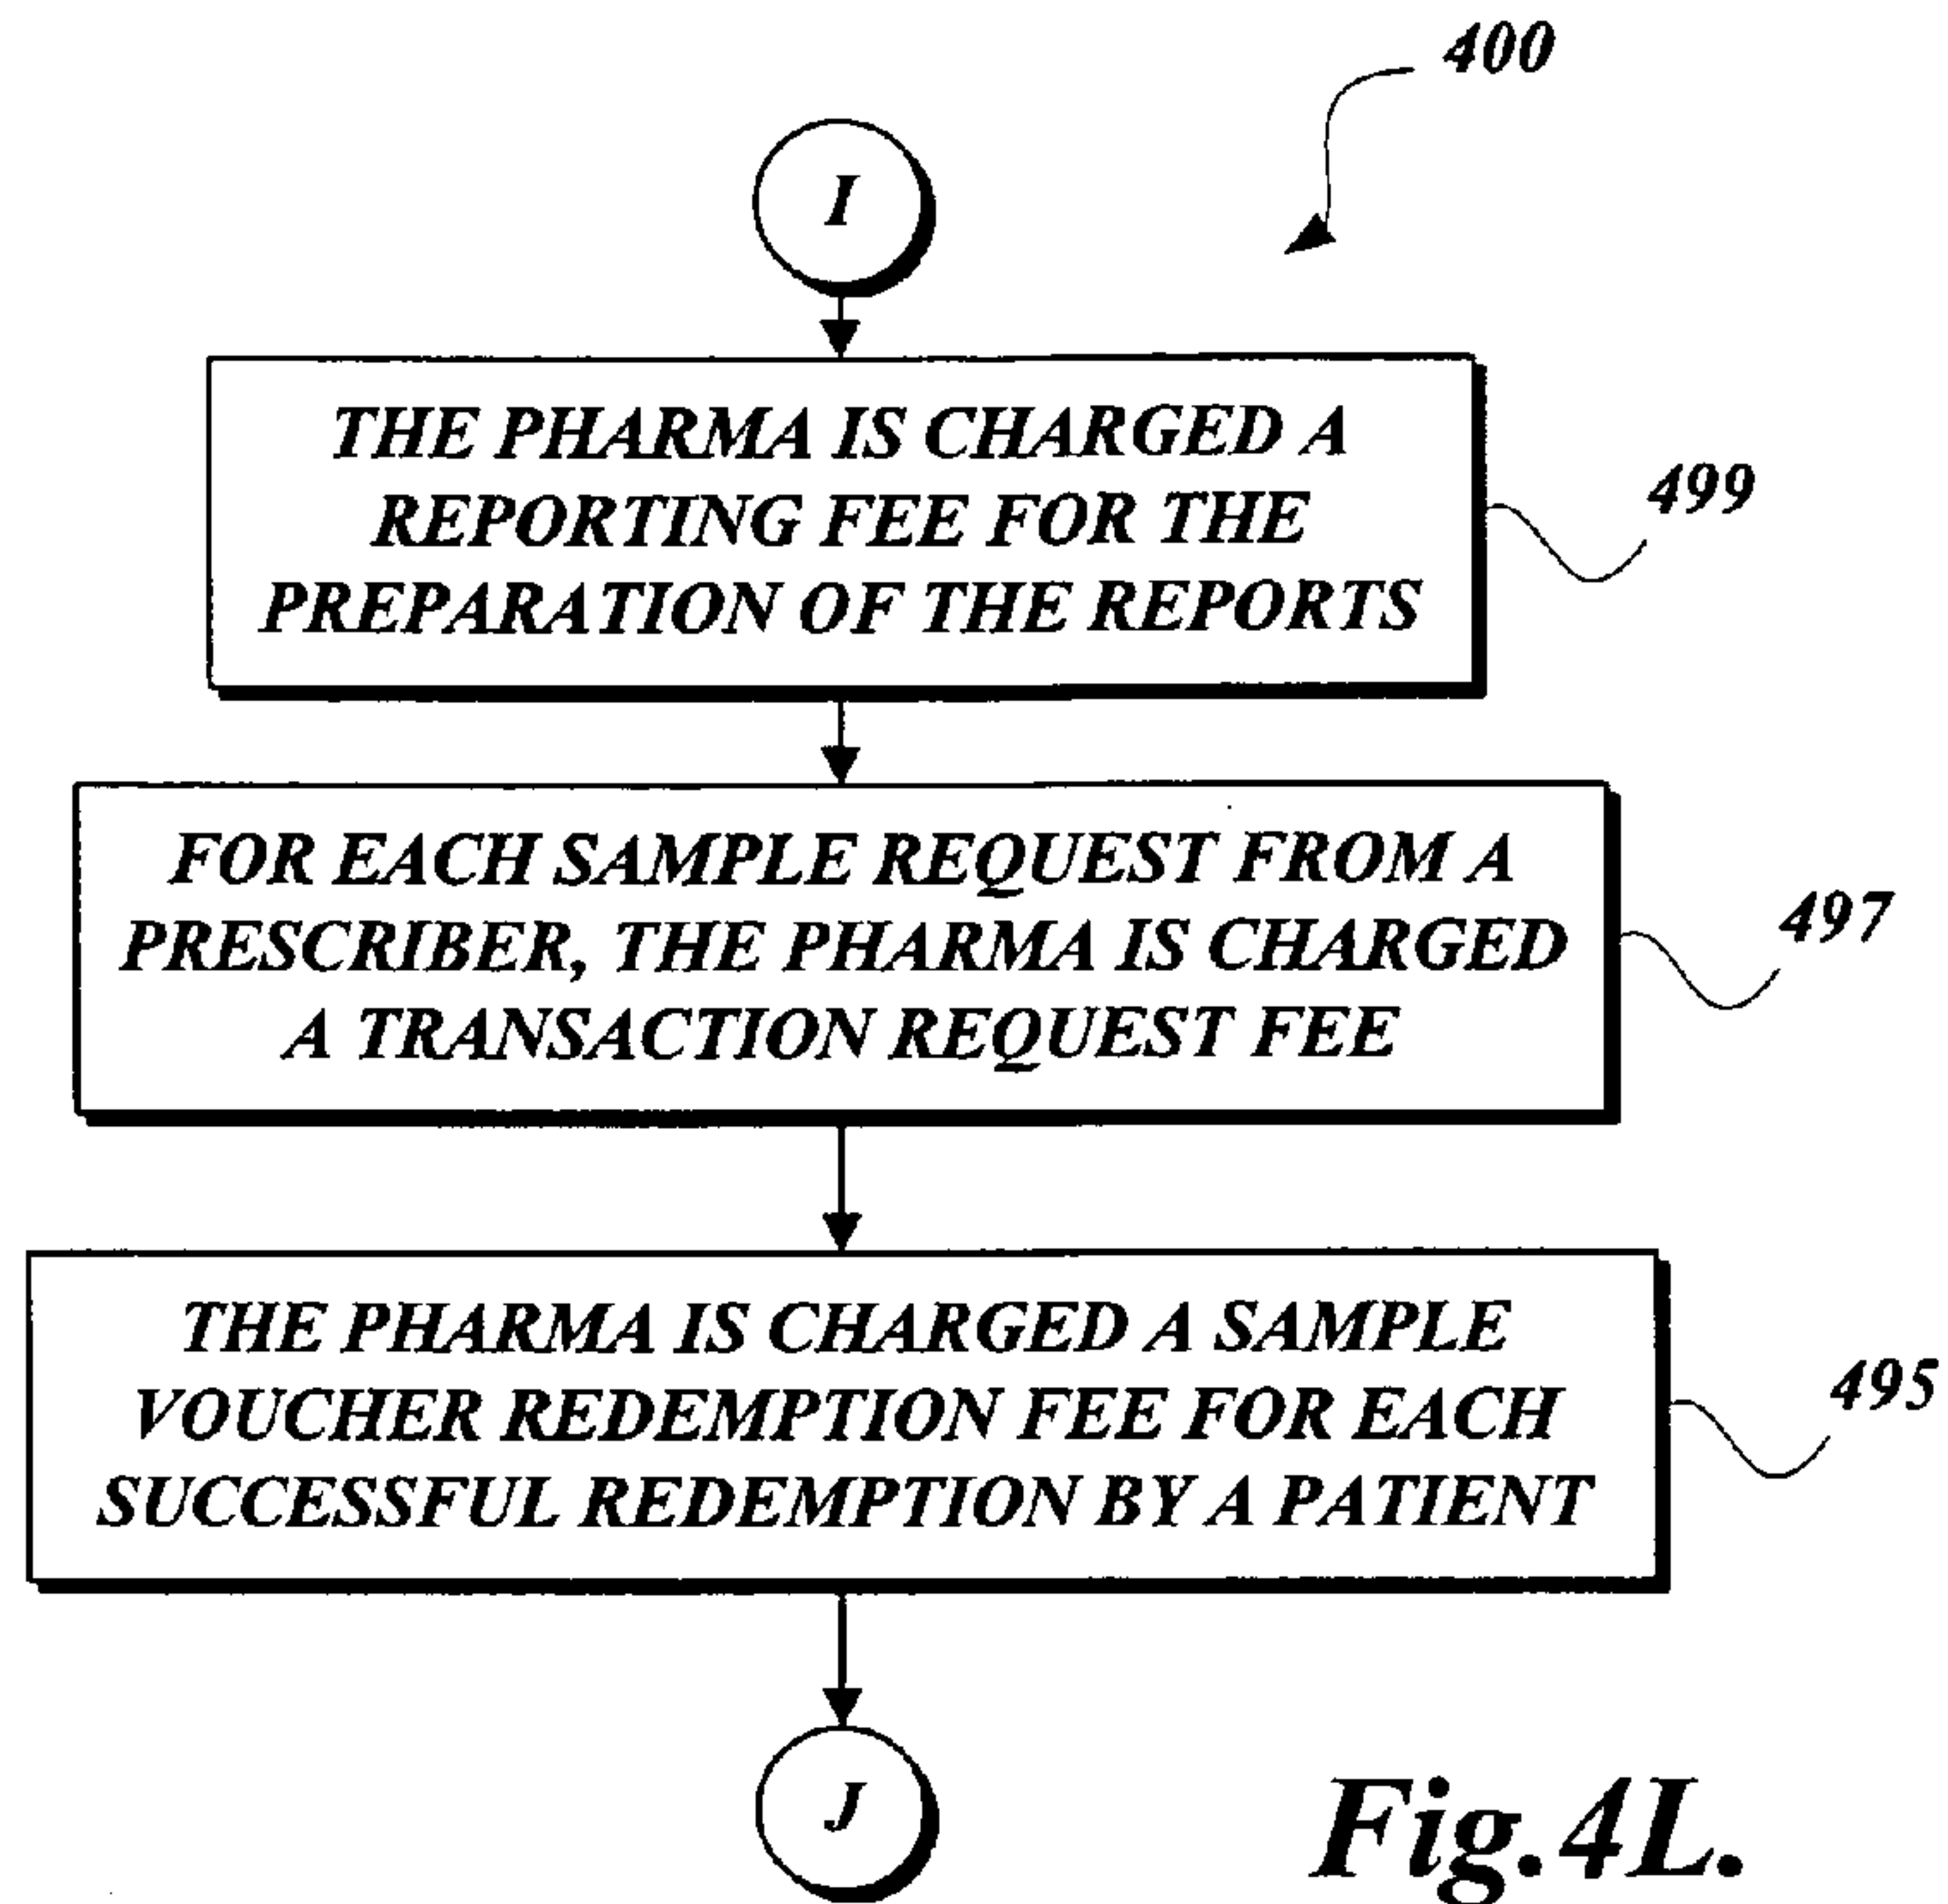 400
I
THE PHARMA IS CHARGED A
REPORTING FEE FOR THE
PREPARATION OF THE REPORTS
499
FOR EACH SAMPLE REQUEST FROM A
PRESCRIBER, THE PHARMA IS CHARGED
A TRANSACTION REQUEST FEE
497
THE PHARMA IS CHARGED A SAMPLE
VOUCHER REDEMPTION FEE FOR EACH
SUCCESSFUL REDEMPTION BY A PATIENT
495
J
Fig.4L.